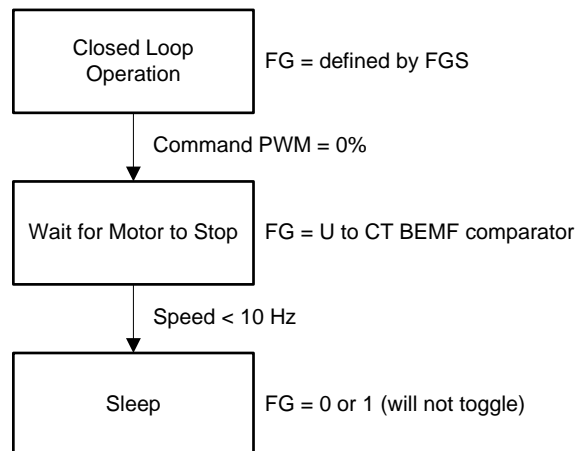 Closed Loop
Operation
FG = defined by FGS
Command PWM = 0%
Wait for Motor to Stop
FG = U to CT BEMF comparator
Speed < 10 Hz
Sleep
FG = 0 or 1 (will not toggle)